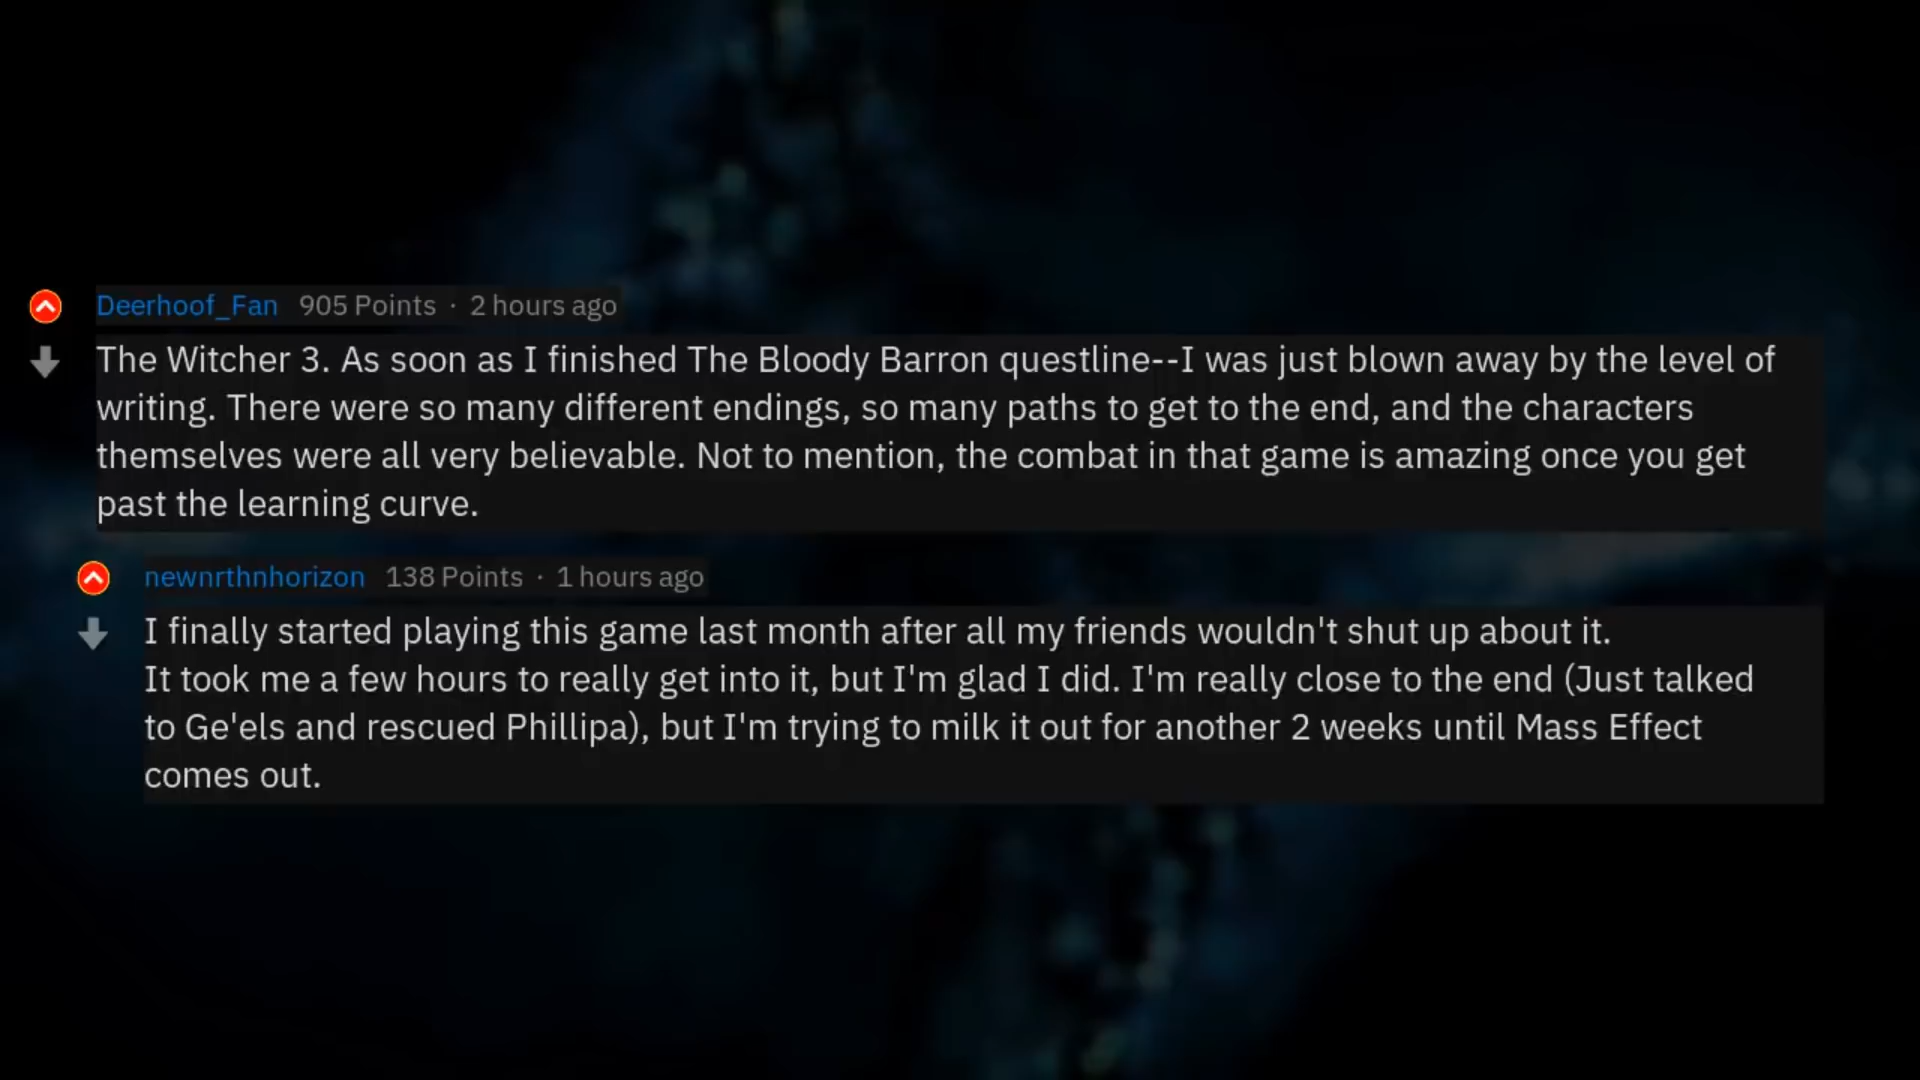 Deerhoof_Fan 905 Points · 2 hours ago
The Witcher 3. As soon as I finished The Bloody Barron questline--I was just blown away by the level of
writing. There were so many different endings, so many paths to get to the end, and the characters
themselves were all very believable. Not to mention, the combat in that game is amazing once you get
past the learning curve.
newnrthnhorizon 138 Points · 1 hours ago
I finally started playing this game last month after all my friends wouldn't shut up about it.
It took me a few hours to really get into it, but I'm glad I did. I'm really close to the end (Just talked
to Ge'els and rescued Phillipa), but I'm trying to milk it out for another 2 weeks until Mass Effect
comes out.